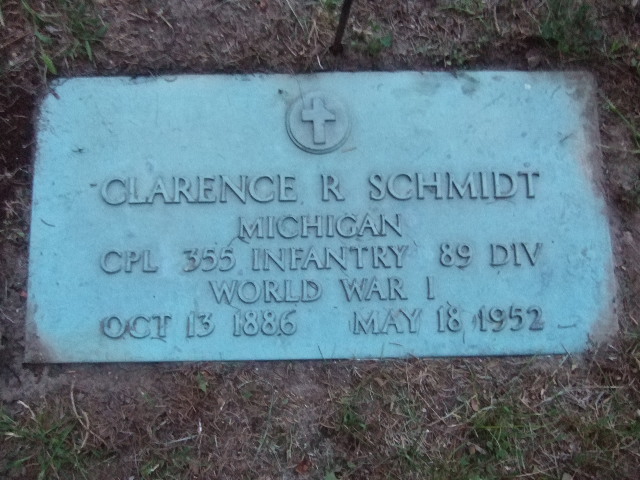 CLARENCE R SCHMIDT
MICHIGAN
CPL 355 INFANTRY 89 DIV
WORLD WAR I
OCT 13 1886 MAY 18 1952